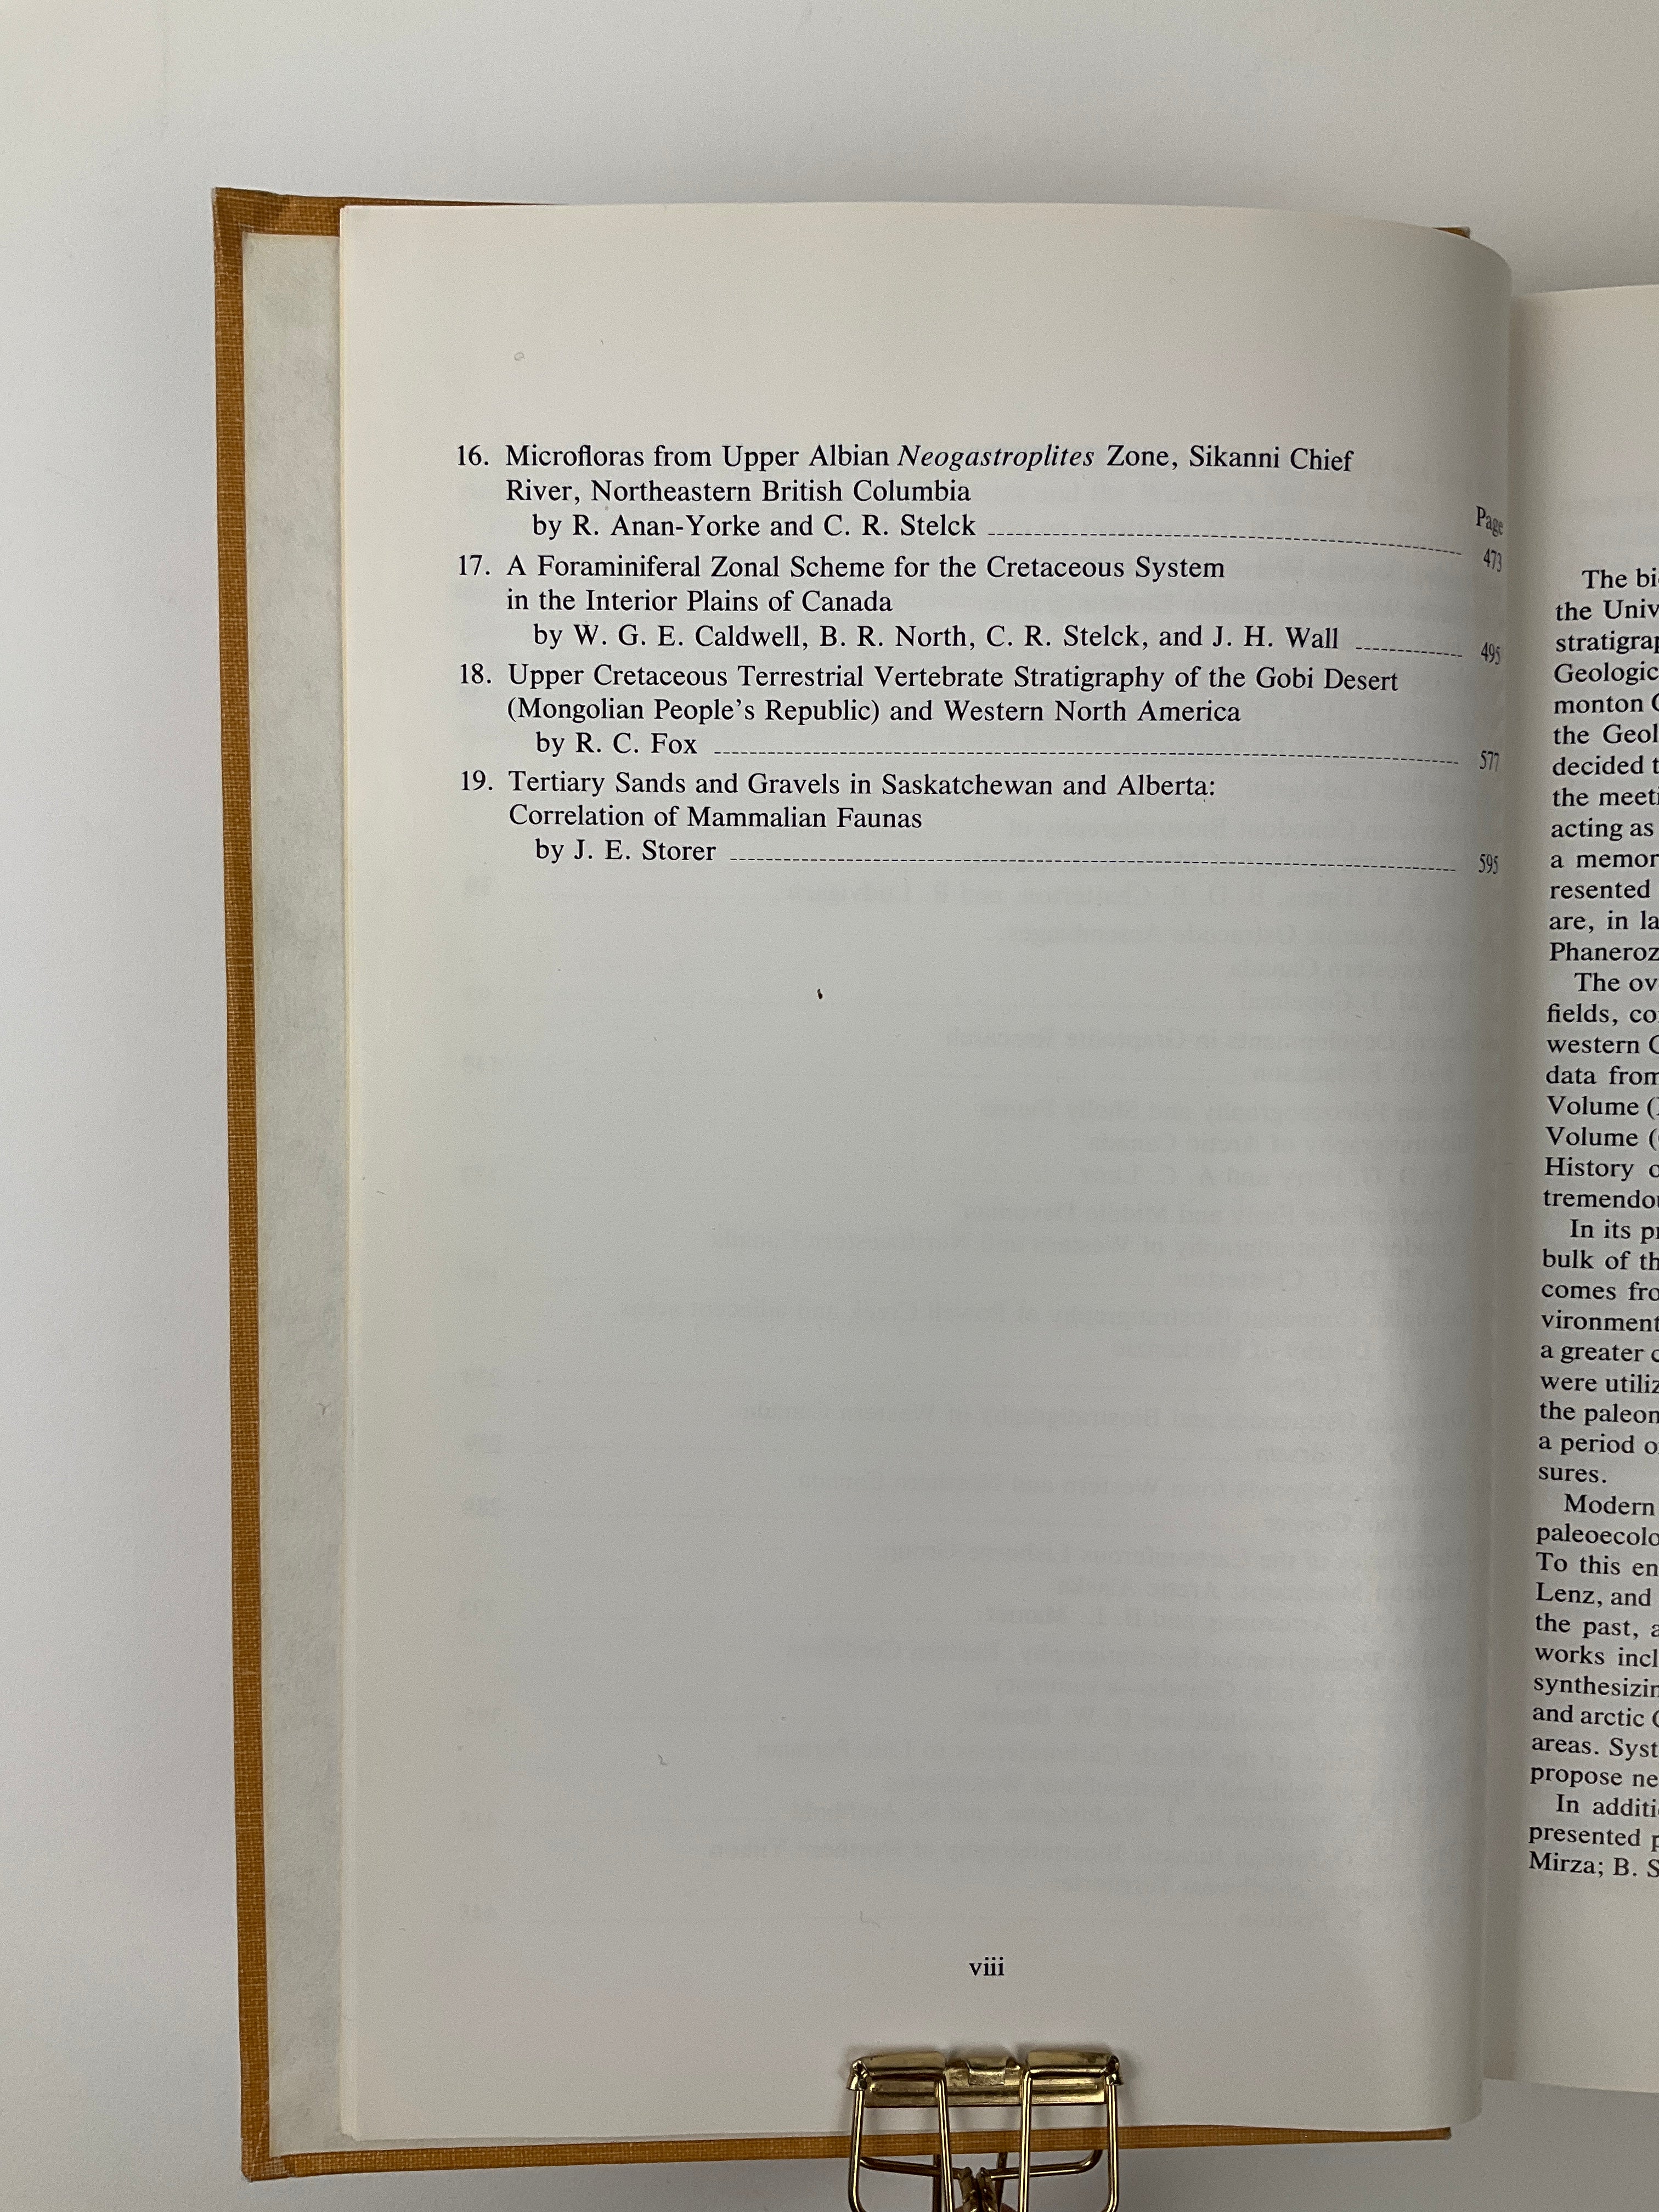 16. Microfloras from Upper Albian Neogastroplites Zone, Sikanni Chief
River, Northeastern British Columbia
Page
by R. Anan-Yorke and C. R. Stelck 473
17. A Foraminiferal Zonal Scheme for the Cretaceous System
in the Interior Plains of Canada
by W. G. E. Caldwell, B. R. North, C. R. Stelck, and J. H. Wall 495
18. Upper Cretaceous Terrestrial Vertebrate Stratigraphy of the Gobi Desert
(Mongolian People's Republic) and Western North America
by R. C. Fox 577
19. Tertiary Sands and Gravels in Saskatchewan and Alberta:
Correlation of Mammalian Faunas
by J. E. Storer 595
viii
The bi
the Univ
stratigrap
Geologic
monton
the Geol
decided t
the meeti
acting as
a memor
resented
are, in la
Phaneroz
The ov
fields, co
western
data from
Volume (
Volume (
History o
tremendou
In its pr
bulk of th
comes fro
vironment
a greater c
were utiliz
the paleon
a period o
sures.
Modern
paleoecolo
To this en
Lenz, and
the past, a
works incl
synthesizin
and arctic
areas. Syst
propose ne
In additi
presented p
Mirza; B. S